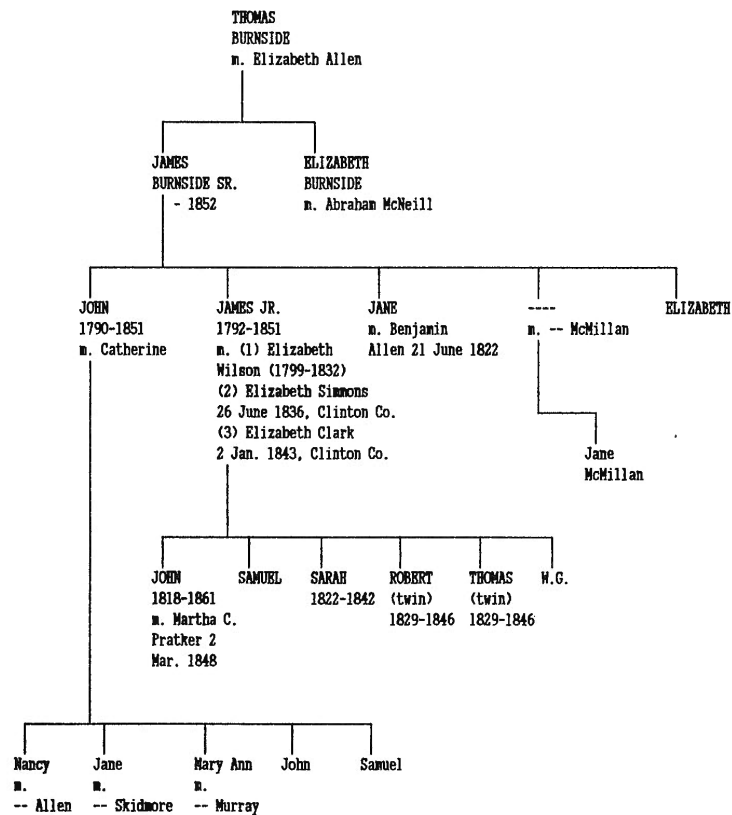 THOMAS
BURNSIDE
m. Elizabeth Allen
JAMES
BURNSIDE SR.
- 1852
ELIZABETH
BURNSIDE
m. Abraham McNeill
JOHN
1790-1851
m. Catherine
JAMES JR.
1792-1851
m. (1) Elizabeth
Wilson (1799-1832)
(2) Elizabeth Simmons
26 June 1836, Clinton Co.
(3) Elizabeth Clark
2 Jan. 1843, Clinton Co.
JANE
m. Benjamin
Allen 21 June 1822
----
m. -- McMillan
ELIZABETH
Jane
McMillan
JOHN
1818-1861
m. Martha C.
Pratker 2
Mar. 1848
SAMUEL
SARAH
1822-1842
ROBERT
(twin)
1829-1846
THOMAS
(twin)
1829-1846
W.G.
Nancy
m.
-- Allen
Jane
m.
-- Skidmore
Mary Ann
m.
-- Murray
John
Samuel